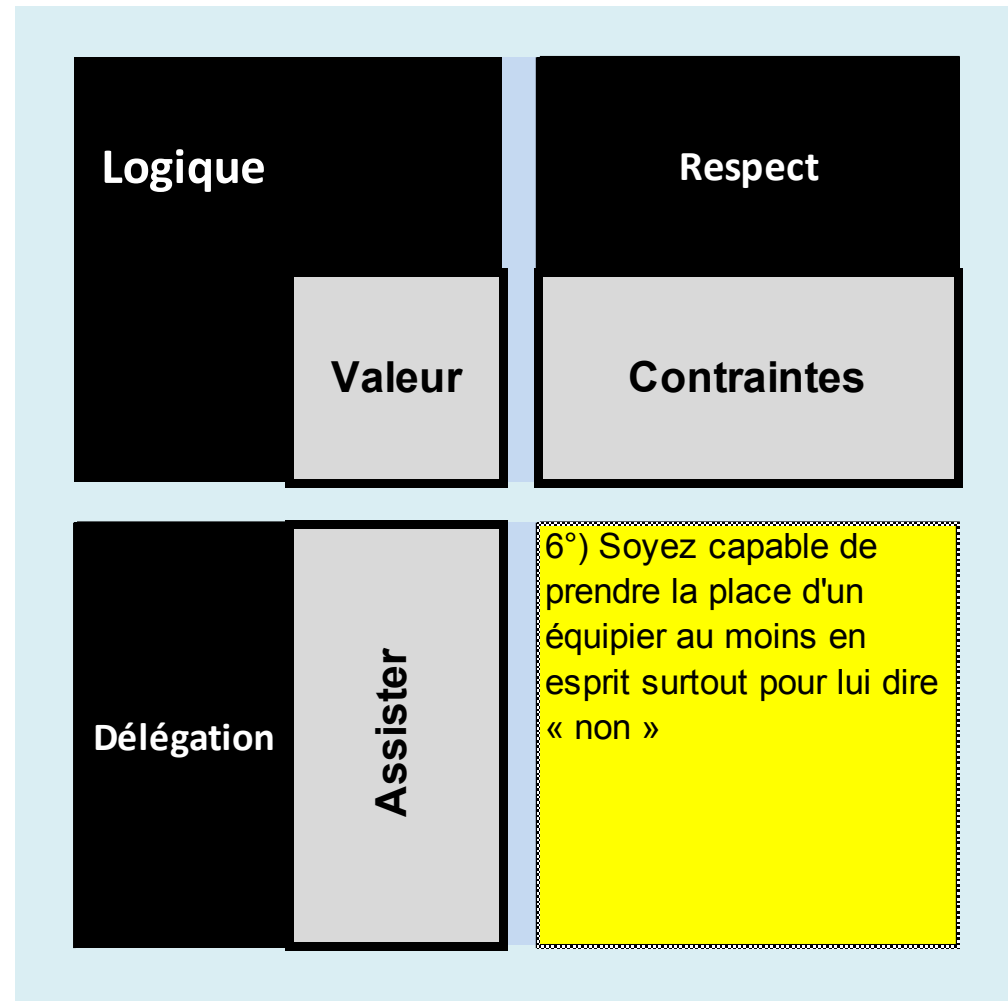 Logique
Respect
Valeur
Contraintes
Délégation
Assister
6°) Soyez capable de
prendre la place d'un
équipier au moins en
esprit surtout pour lui dire
« non »